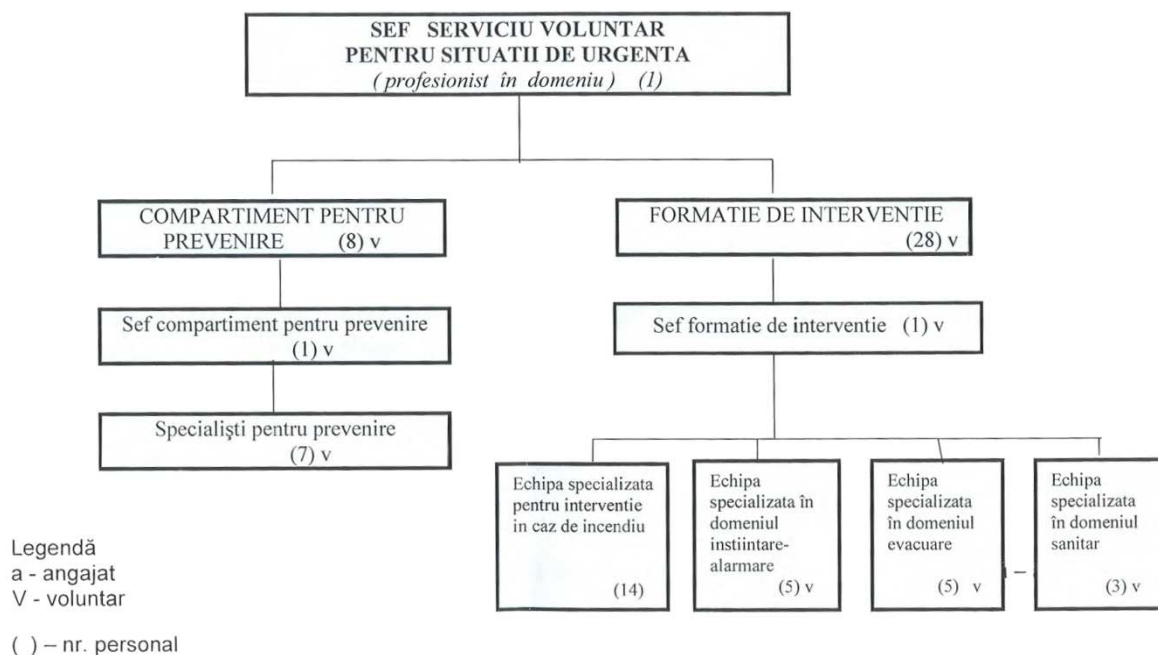 SEF SERVICIU VOLUNTAR
PENTRU SITUATII DE URGENTA
( profesionist în domeniu ) (1)
COMPARTIMENT PENTRU
PREVENIRE (8) v
FORMATIE DE INTERVENTIE
(28) v
Sef compartiment pentru prevenire
(1) v
Sef formatie de interventie (1) v
Specialişti pentru prevenire
(7) v
Echipa specializata
pentru interventie
in caz de incendiu
(14)
Echipa
specializata în
domeniul
instiintare-
alarmare
(5) v
Echipa
specializata
în domeniul
evacuare
(5) v
Echipa
specializata
în domeniul
sanitar
(3) v
Legendă
a - angajat
V - voluntar
( ) – nr. personal